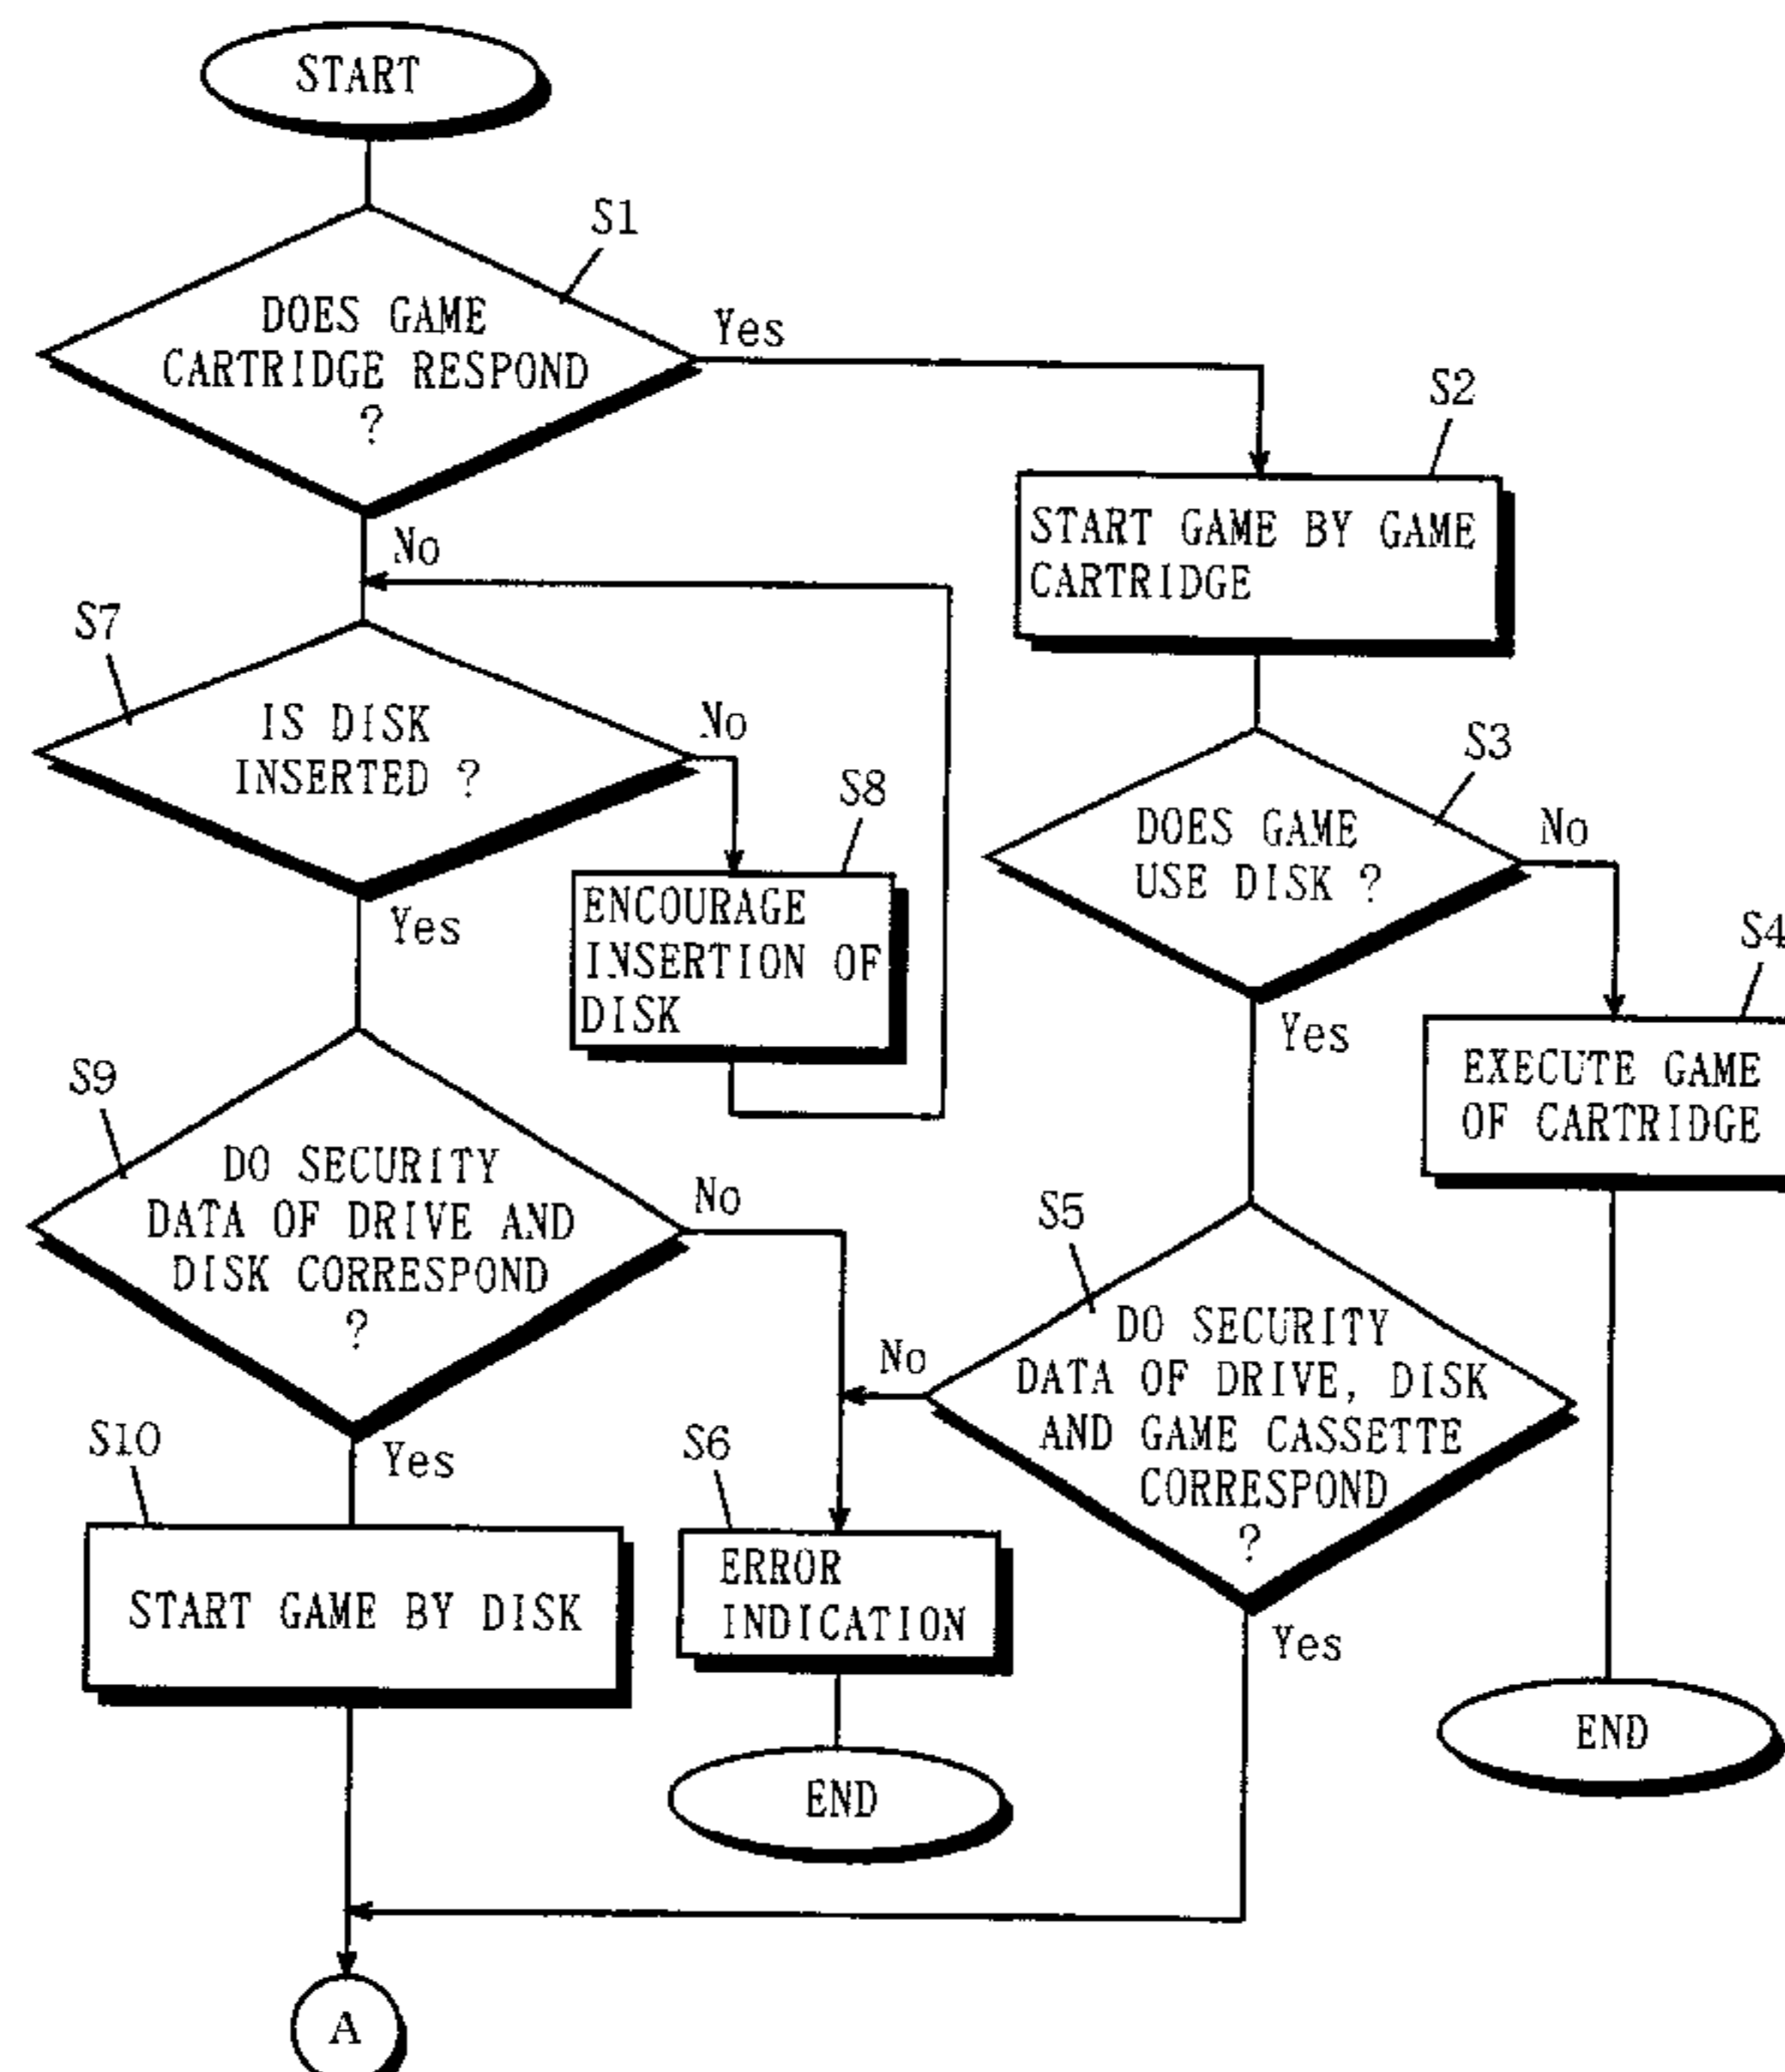 START
S1
DOES GAME
CARTRIDGE RESPOND
?
Yes
No
S2
START GAME BY GAME
CARTRIDGE
S7
IS DISK
INSERTED ?
No
Yes
S8
ENCOURAGE
INSERTION OF
DISK
S3
DOES GAME
USE DISK ?
No
Yes
S4
EXECUTE GAME
OF CARTRIDGE
S9
DO SECURITY
DATA OF DRIVE AND
DISK CORRESPOND
?
No
Yes
S5
DO SECURITY
DATA OF DRIVE, DISK
AND GAME CASSETTE
CORRESPOND
?
No
Yes
S10
START GAME BY DISK
S6
ERROR
INDICATION
END
END
A